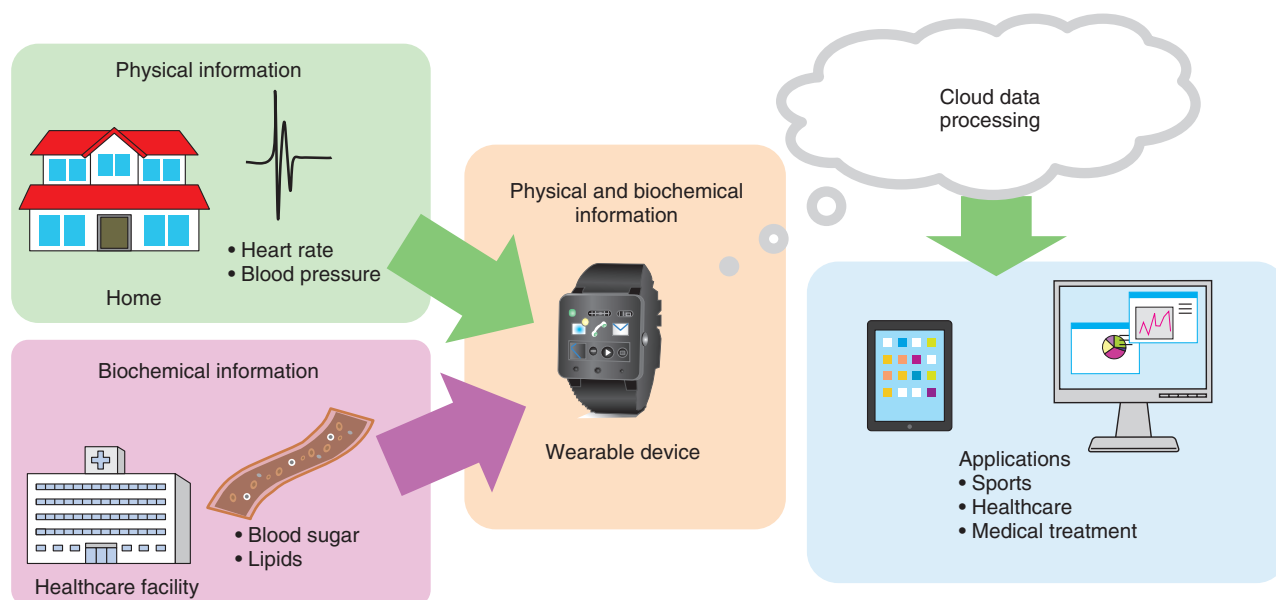 Physical information
• Heart rate
• Blood pressure
Home
Biochemical information
• Blood sugar
• Lipids
Healthcare facility
Physical and biochemical
information
Wearable device
Cloud data
processing
Applications
• Sports
• Healthcare
• Medical treatment